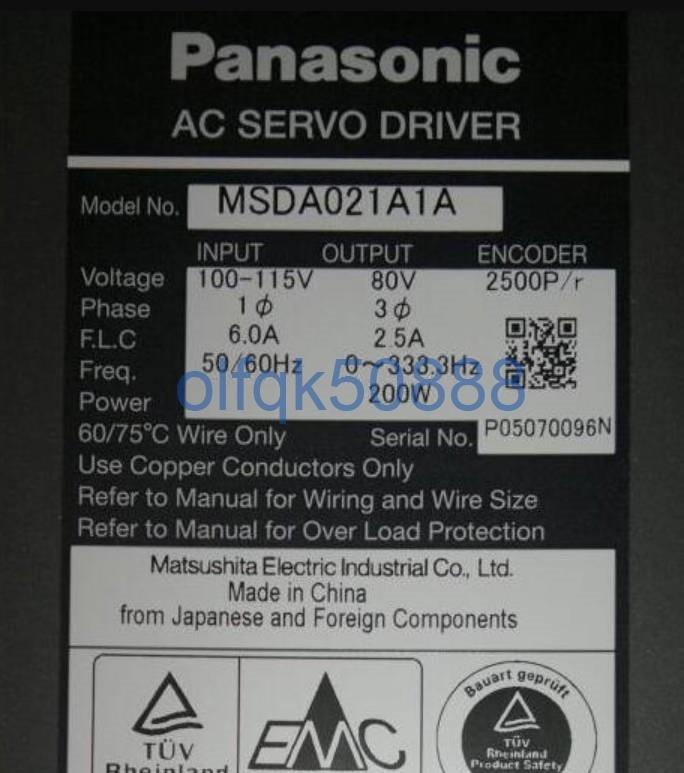 Panasonic
AC SERVO DRIVER
Model No. MSDA021A1A
INPUT OUTPUT ENCODER
Voltage 100-115V 80V 2500P/r
Phase 1ϕ 3ϕ
F.L.C 6.0A 2.5A
Freq. 50/60Hz 0~333.3Hz
Power 200W
olfqk50888
60/75°C Wire Only Serial No. P05070096N
Use Copper Conductors Only
Refer to Manual for Wiring and Wire Size
Refer to Manual for Over Load Protection
Matsushita Electric Industrial Co., Ltd.
Made in China
from Japanese and Foreign Components
Bauart geprüft
TÜV
Rheinland
EMC
TÜV
Rheinland
Product Safety